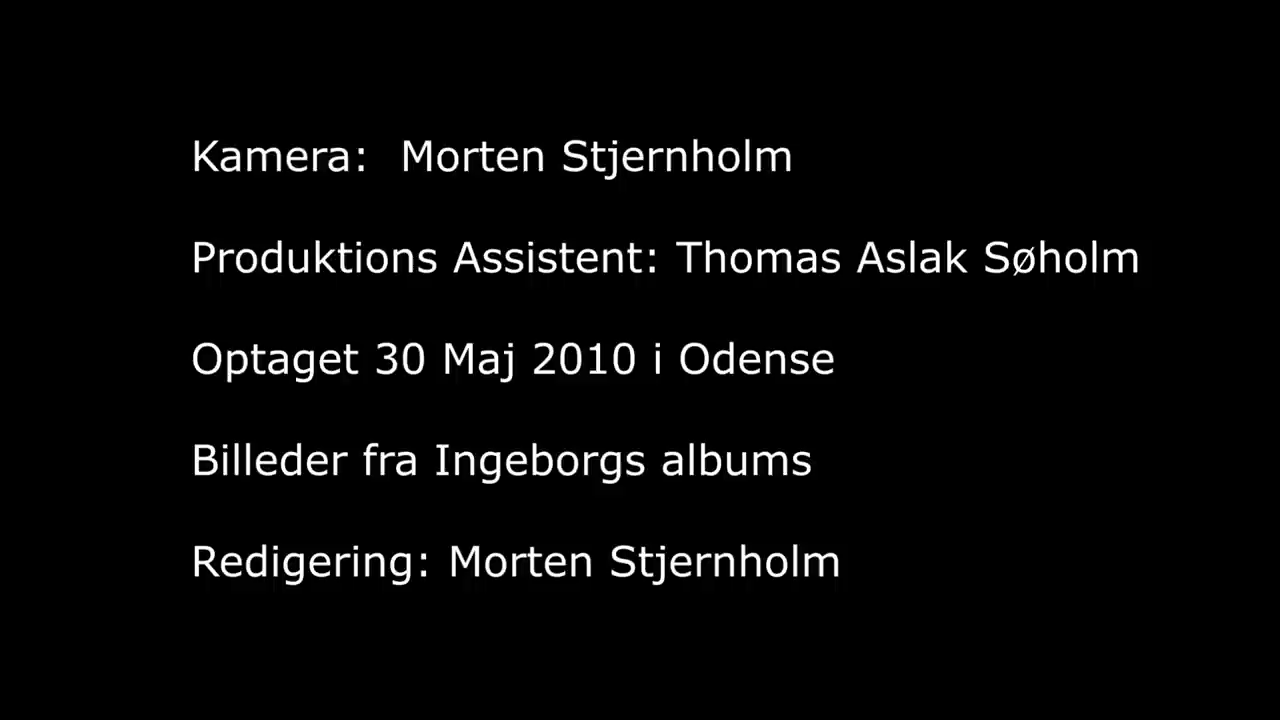 Kamera:  Morten Stjernholm
Produktions Assistent: Thomas Aslak Søholm
Optaget 30 Maj 2010 i Odense
Billeder fra Ingeborgs albums
Redigering: Morten Stjernholm